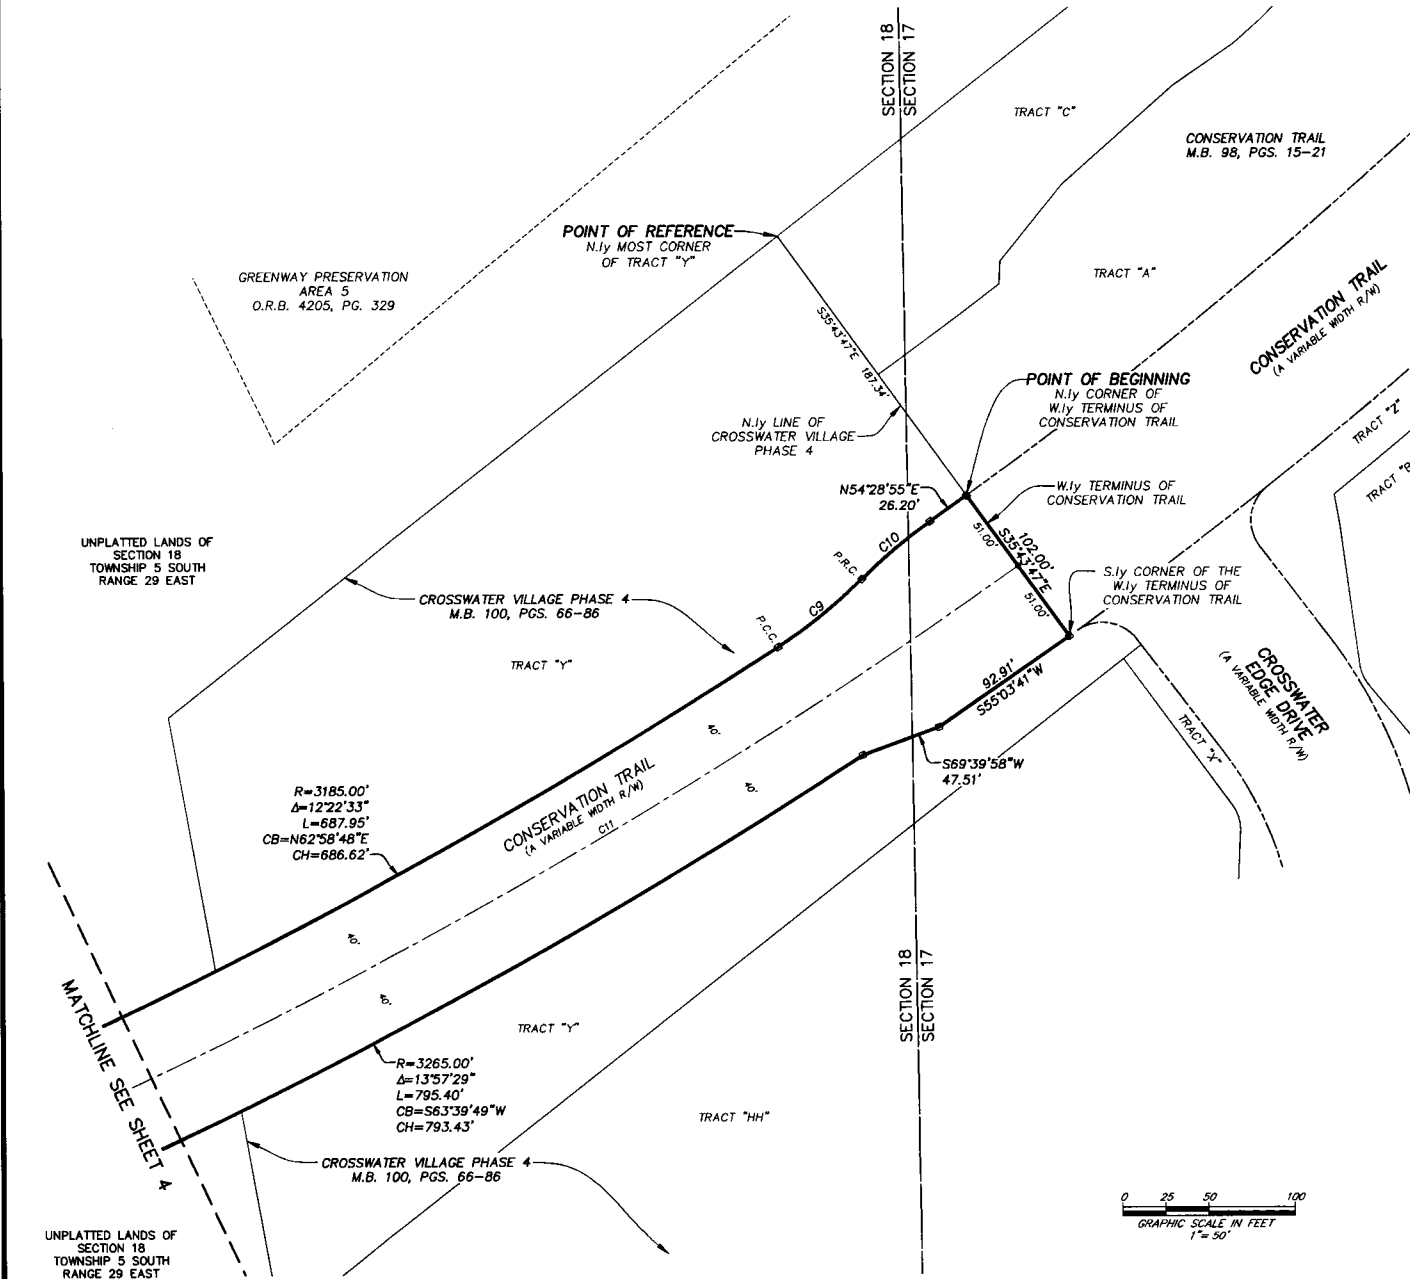 SECTION 18
SECTION 17
TRACT "C"
CONSERVATION TRAIL
M.B. 98, PGS. 15-21
POINT OF REFERENCE
N.ly MOST CORNER
OF TRACT "Y"
GREENWAY PRESERVATION
AREA 5
O.R.B. 4205, PG. 329
TRACT "A"
CONSERVATION TRAIL
(A VARIABLE WIDTH R/W)
S35°43'47"E
187.34'
POINT OF BEGINNING
N.ly CORNER OF
W.ly TERMINUS OF
CONSERVATION TRAIL
N.ly LINE OF
CROSSWATER VILLAGE
PHASE 4
TRACT "Z"
N54°28'55"E
26.20'
W.ly TERMINUS OF
CONSERVATION TRAIL
UNPLATTED LANDS OF
SECTION 18
TOWNSHIP 5 SOUTH
RANGE 29 EAST
51.00'
102.00'
S35°43'47"E
51.00'
C10
P.R.C.
S.ly CORNER OF THE
W.ly TERMINUS OF
CONSERVATION TRAIL
CROSSWATER VILLAGE PHASE 4
M.B. 100, PGS. 66-86
C9
P.C.C.
TRACT "Y"
92.91'
S55°03'41"W
CROSSWATER
EDGE DRIVE
(A VARIABLE WIDTH R/W)
TRACT "X"
40'
S69°39'58"W
47.51'
40'
R=3185.00'
Δ=12°22'33"
L=687.95'
CB=N62°58'48"E
CH=686.62'
CONSERVATION TRAIL
(A VARIABLE WIDTH R/W)
C11
40'
40'
SECTION 18
SECTION 17
MATCHLINE SEE SHEET 4
TRACT "Y"
R=3265.00'
Δ=13°57'29"
L=795.40'
CB=S63°39'49"W
CH=793.43'
TRACT "HH"
CROSSWATER VILLAGE PHASE 4
M.B. 100, PGS. 66-86
0 25 50 100
GRAPHIC SCALE IN FEET
1"= 50'
UNPLATTED LANDS OF
SECTION 18
TOWNSHIP 5 SOUTH
RANGE 29 EAST